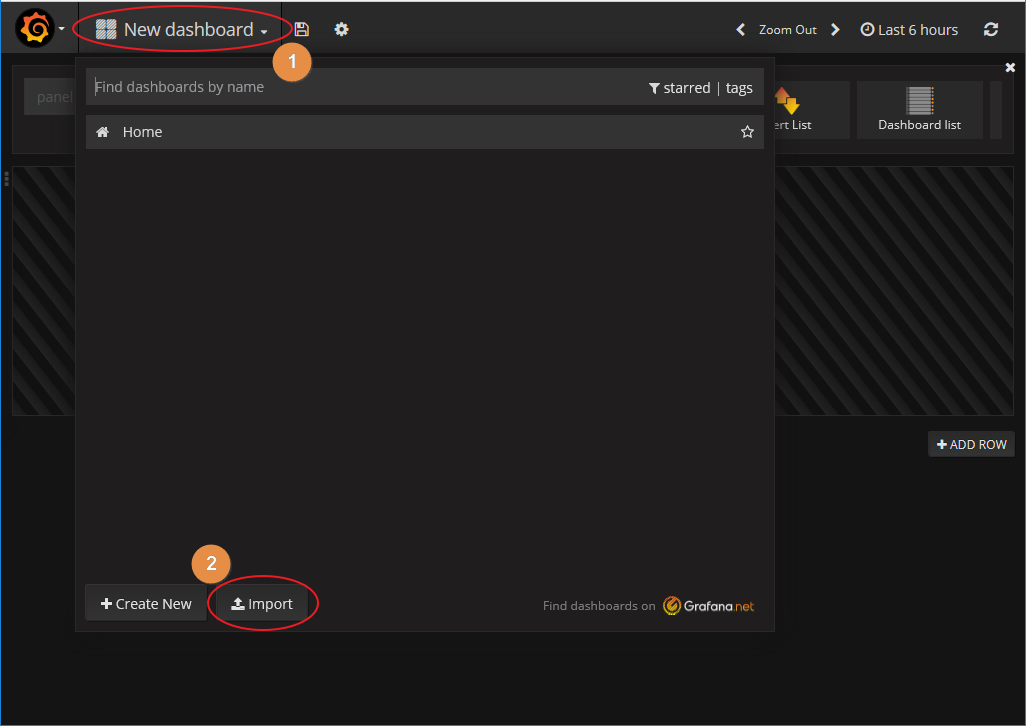 New dashboard
Zoom Out
Last 6 hours
1
panel
Find dashboards by name
starred | tags
ert List
Dashboard list
Home
ADD ROW
2
Create New
Import
Find dashboards on Grafana.net